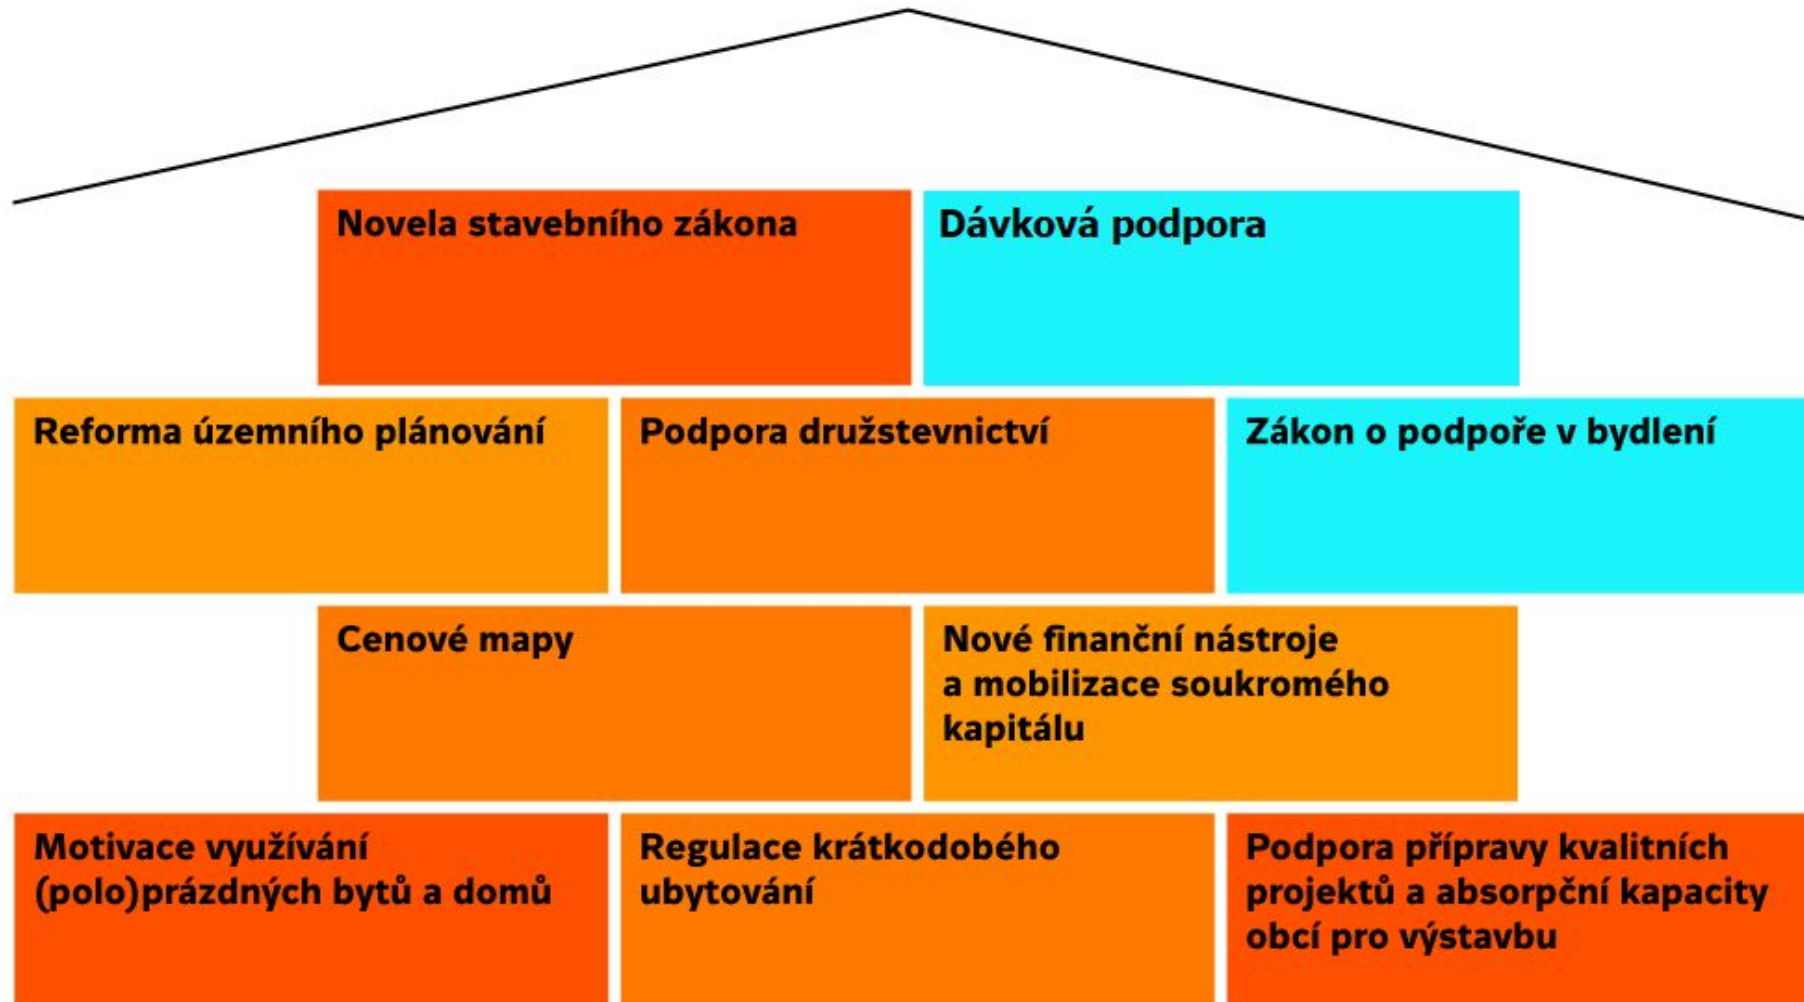 Novela stavebního zákona
Dávková podpora
Reforma územního plánování
Podpora družstevnictví
Zákon o podpoře v bydlení
Cenové mapy
Nové finanční nástroje
a mobilizace soukromého
kapitálu
Motivace využívání
(polo)prázdných bytů a domů
Regulace krátkodobého
ubytování
Podpora přípravy kvalitních
projektů a absorpční kapacity
obcí pro výstavbu